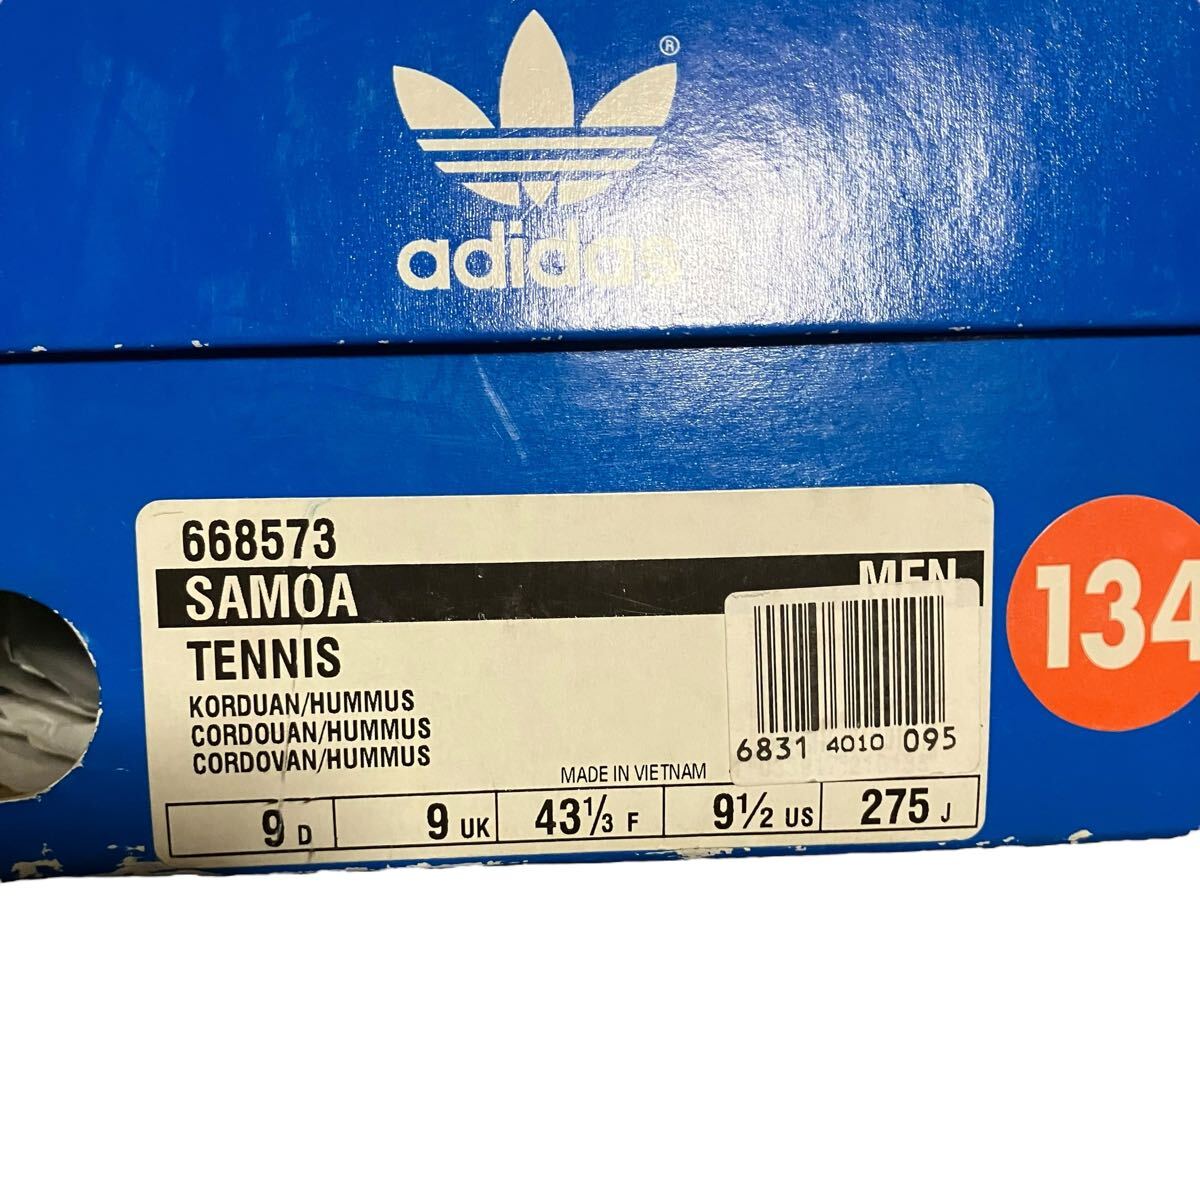 ®
adidas
668573
SAMOA MEN
TENNIS
KORDUAN/HUMMUS
CORDOUAN/HUMMUS
CORDOVAN/HUMMUS
6831 4010 095
MADE IN VIETNAM
9 D 9 UK 43⅓ F 9½ US 275 J
134